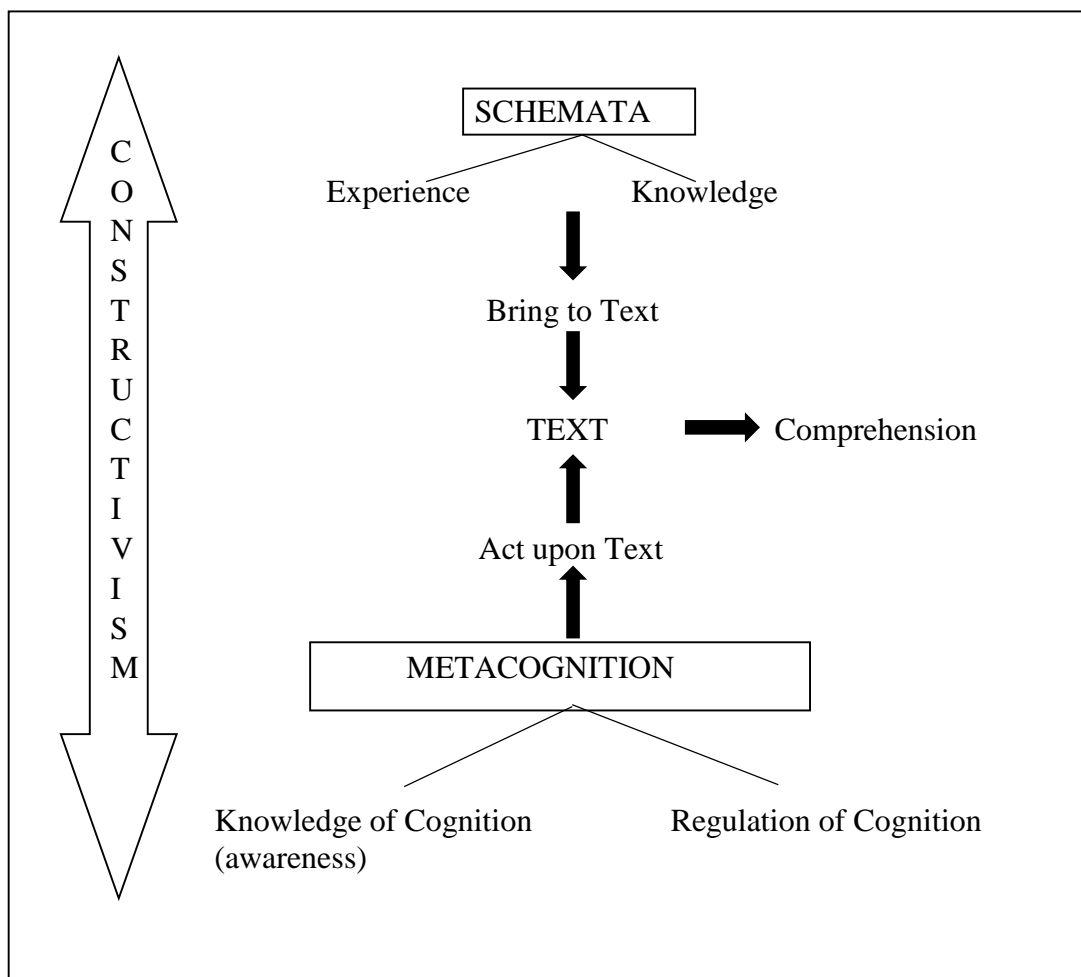 CONSTRUCTIVISM
SCHEMATA
Experience Knowledge
Bring to Text
TEXT Comprehension
Act upon Text
METACOGNITION
Knowledge of Cognition Regulation of Cognition
(awareness)